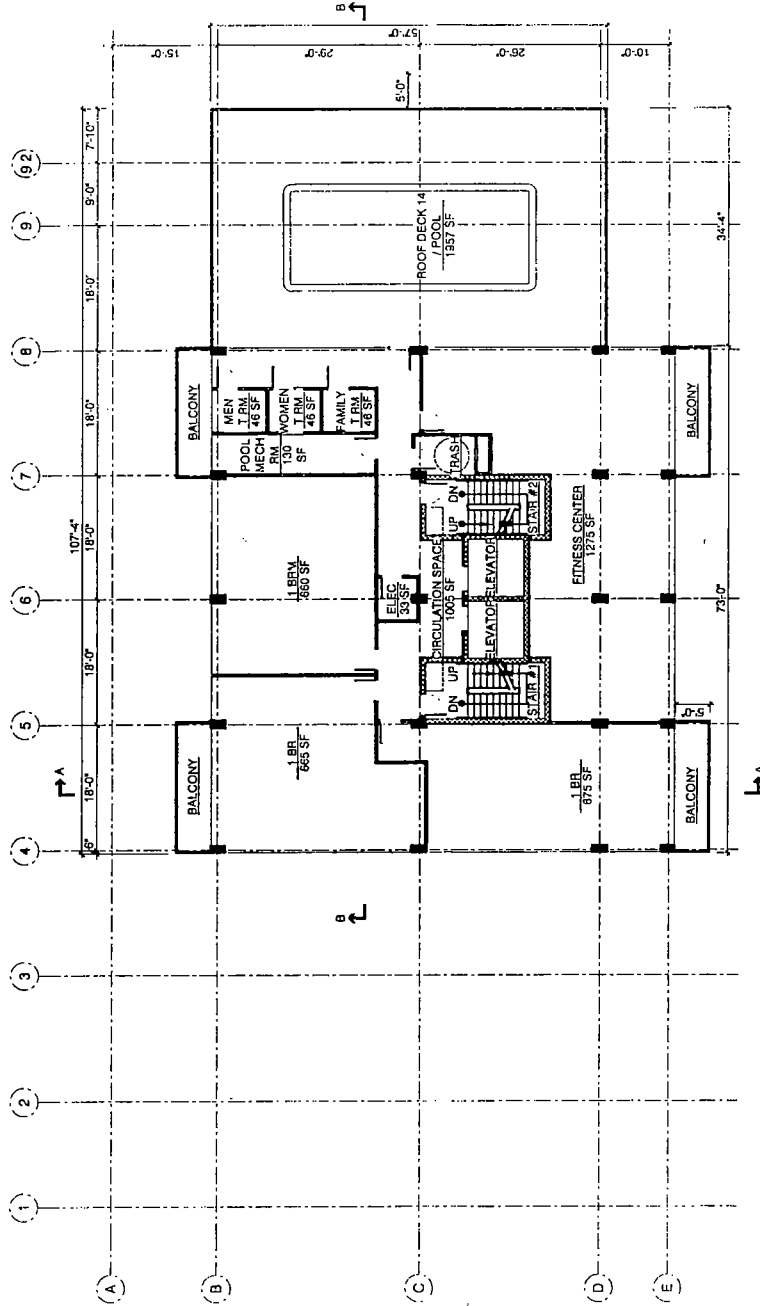 B
57'-0"
15'-0"
29'-0"
26'-0"
10'-0"
5'-0"
107'-4"
7'-10"
9'-0"
18'-0"
18'-0"
18'-0"
18'-0"
18'-0"
6"
9.2
9
8
7
6
5
4
3
2
1
A
B
C
D
E
ROOF DECK 14
/ POOL
1957 SF
34'-4"
BALCONY
MEN
T RM
46 SF
WOMEN
T RM
46 SF
FAMILY
T RM
46 SF
POOL
MECH
RM
130
SF
TRASH
BALCONY
1 BRM
660 SF
ELEC
33 SF
CIRCULATION SPACE
1005 SF
ELEVATOR
ELEVATOR
UP
DN
STAIR #2
FITNESS CENTER
1275 SF
73'-0"
DN
UP
STAIR #1
5'-0"
BALCONY
1 BR
665 SF
1 BR
675 SF
BALCONY
A
A
B